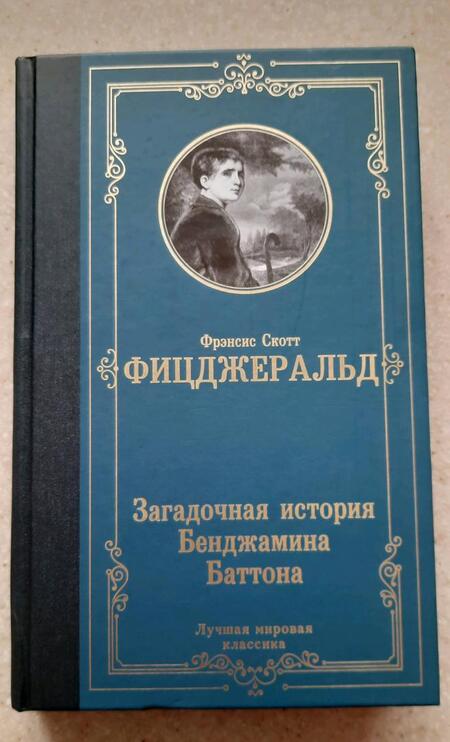 Фрэнсис Скотт
ФИЦДЖЕРАЛЬД
Загадочная история
Бенджамина
Баттона
Лучшая мировая
классика